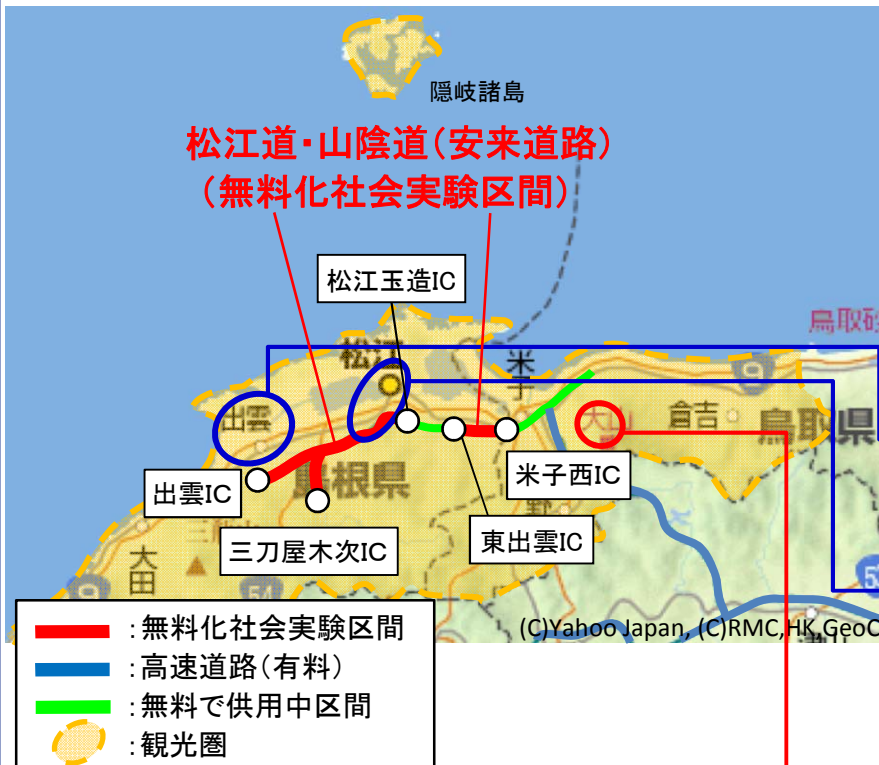 隠岐諸島
松江道・山陰道(安来道路)
(無料化社会実験区間)
松江玉造IC
鳥取砂
松江
米子
9
出雲
大山
倉吉
鳥取県
島根県
出雲IC
米子西IC
三刀屋木次IC
東出雲IC
大田
9
54
53
:無料化社会実験区間
(C)Yahoo Japan, (C)RMC,HK,GeoC
:高速道路(有料)
:無料で供用中区間
:観光圏